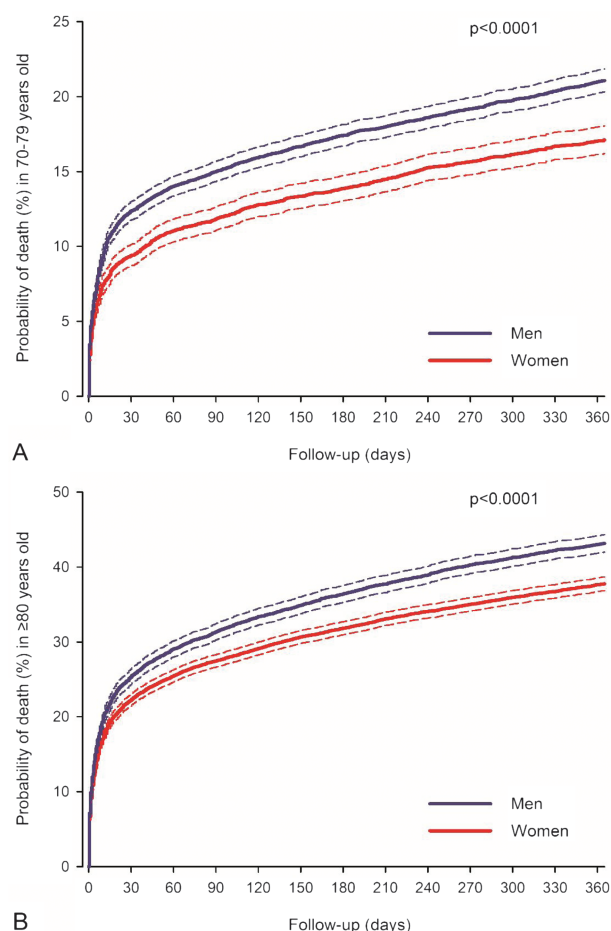 25
p<0.0001
20
15
10
5
0
Probability of death (%) in 70-79 years old
Men
Women
0 30 60 90 120 150 180 210 240 270 300 330 360
Follow-up (days)
A
50
p<0.0001
40
30
20
10
0
Probability of death (%) in ≥80 years old
Men
Women
0 30 60 90 120 150 180 210 240 270 300 330 360
Follow-up (days)
B